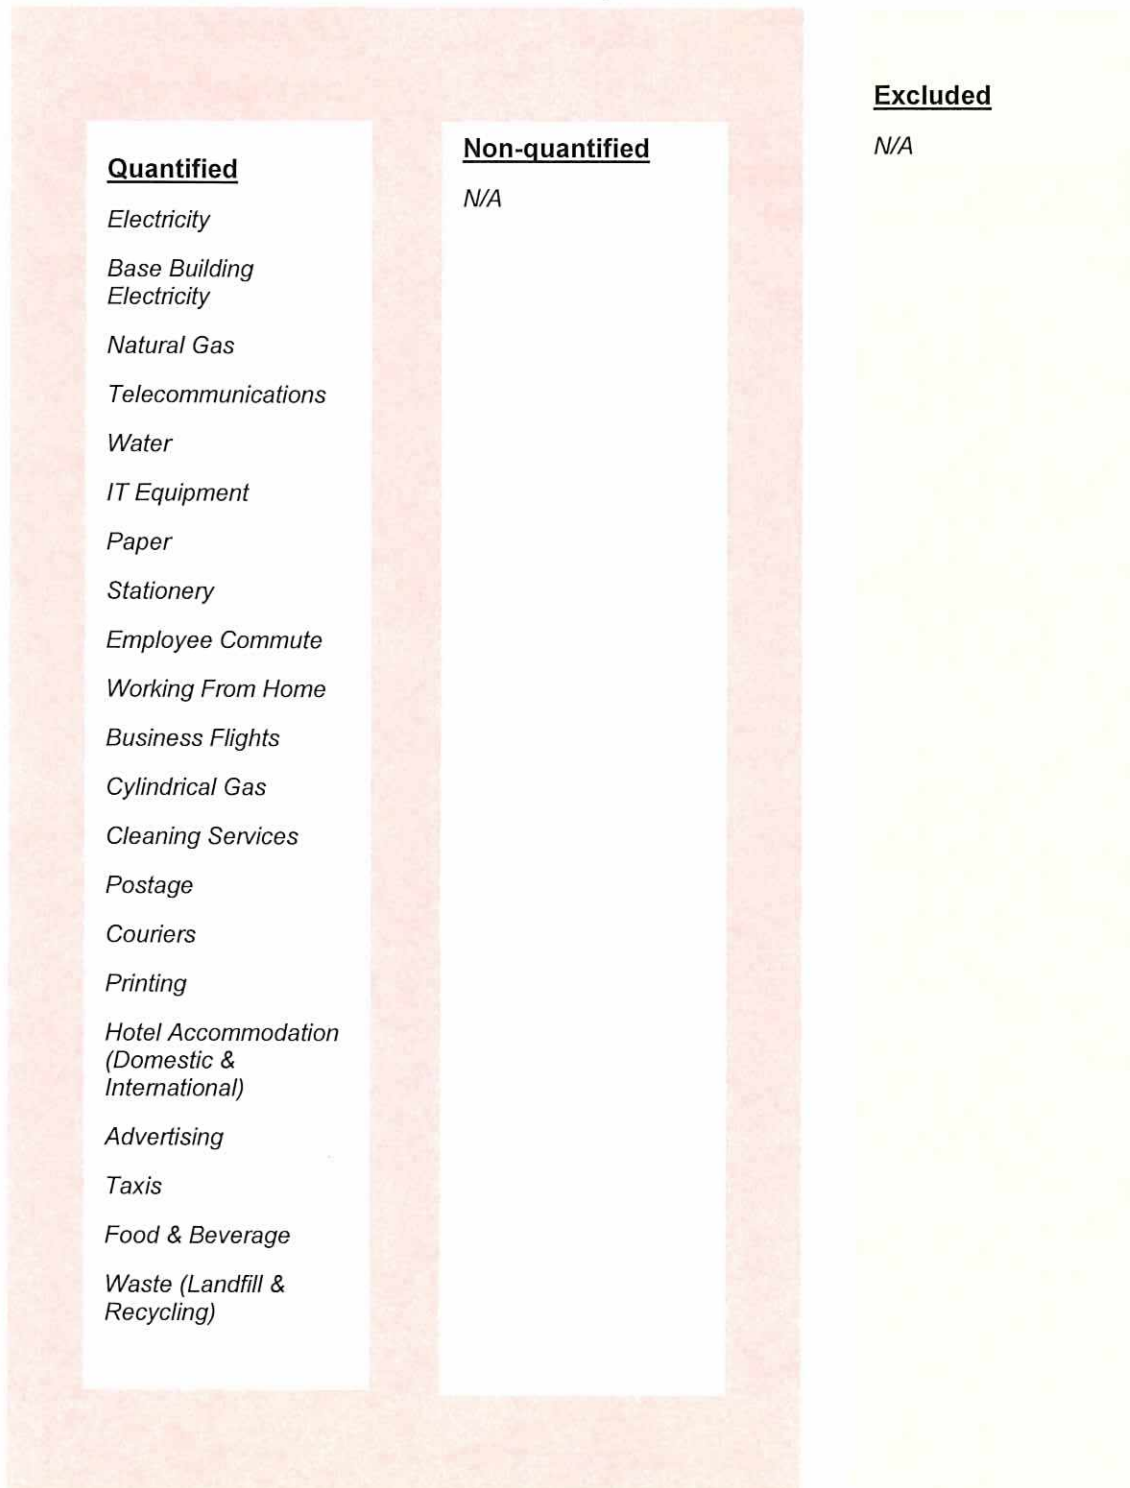 Quantified
Electricity
Base Building
Electricity
Natural Gas
Telecommunications
Water
IT Equipment
Paper
Stationery
Employee Commute
Working From Home
Business Flights
Cylindrical Gas
Cleaning Services
Postage
Couriers
Printing
Hotel Accommodation
(Domestic &
International)
Advertising
Taxis
Food & Beverage
Waste (Landfill &
Recycling)
Non-quantified
N/A
Excluded
N/A